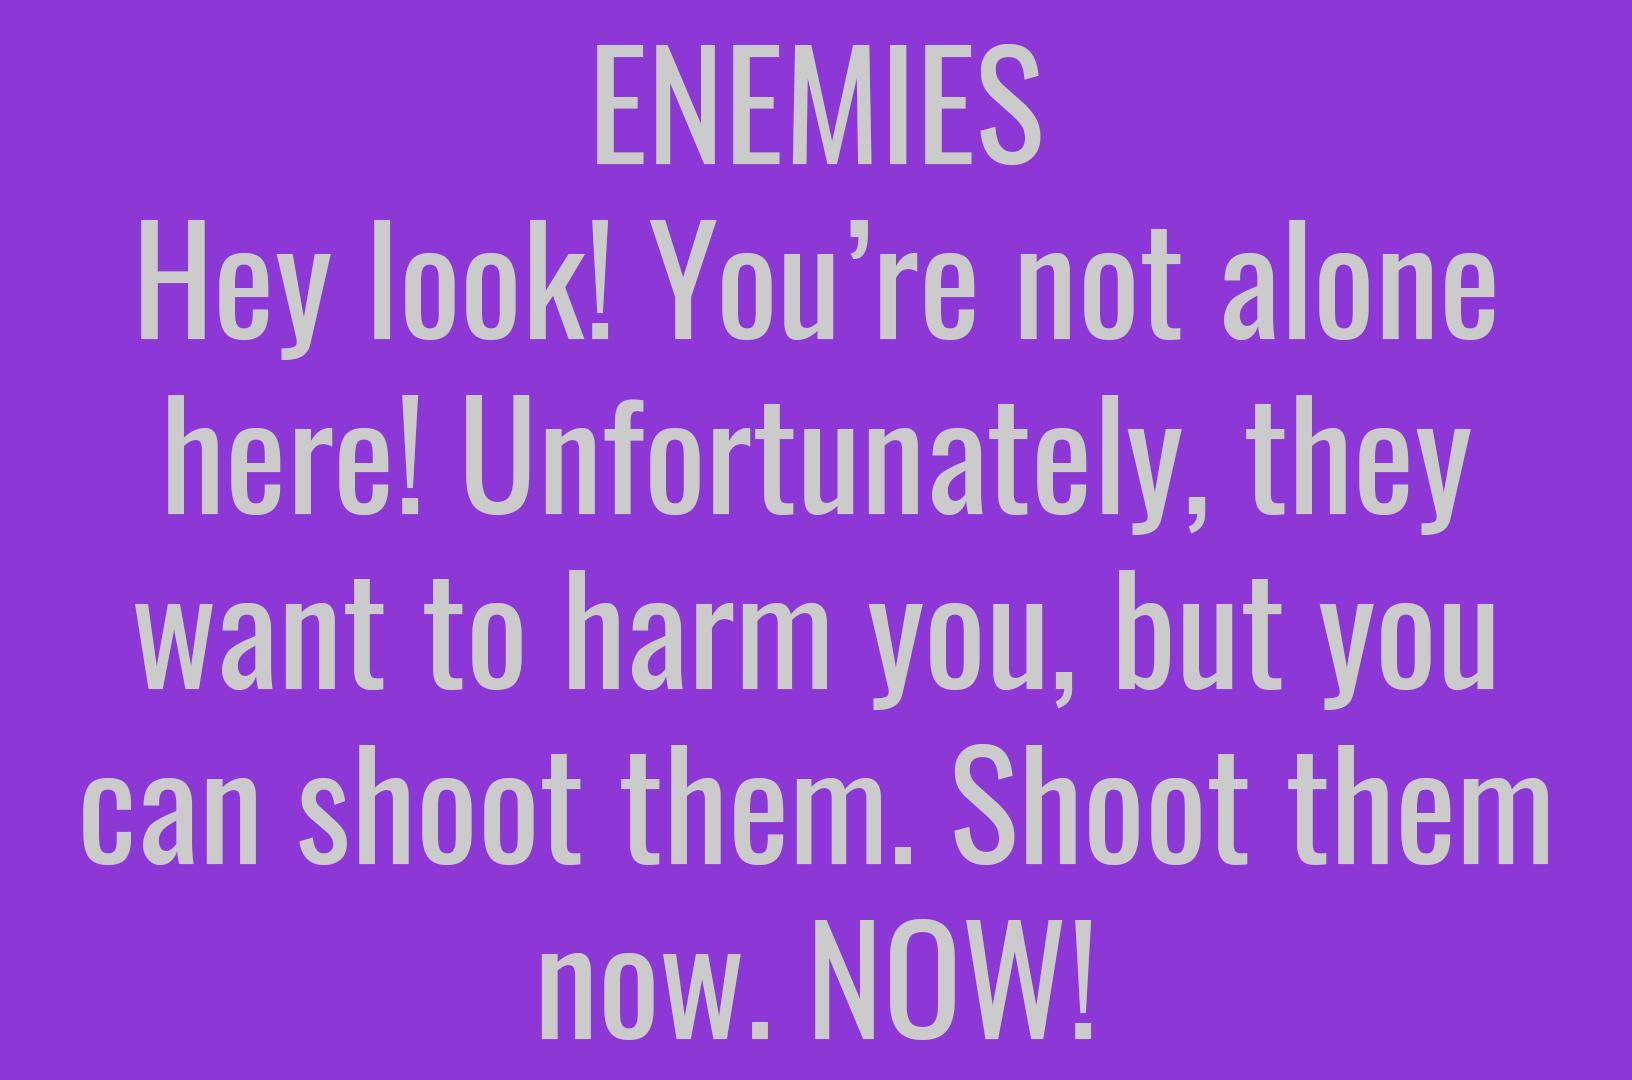 ENEMIES
Hey look! You’re not alone
here! Unfortunately, they
want to harm you, but you
can shoot them. Shoot them
now. NOW!